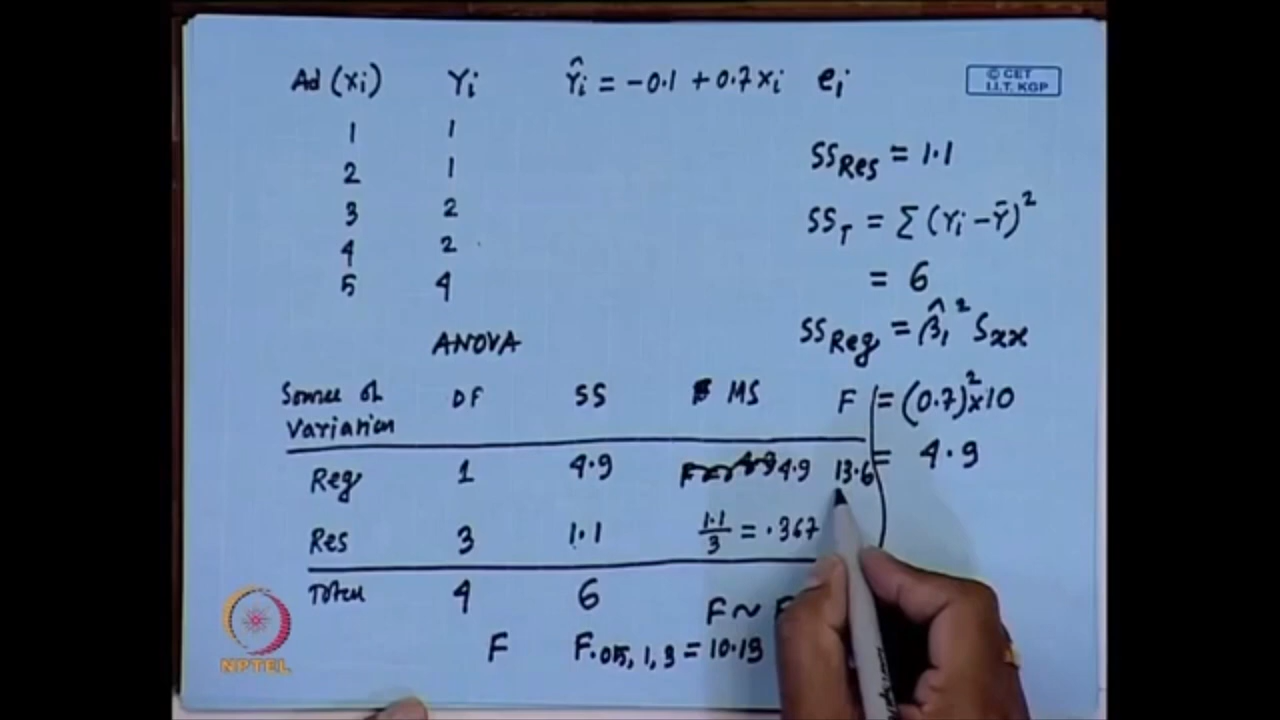 Ad (xi) Yi Ŷi = -0.1 + 0.7xi ei
© CET
I.I.T. KGP
1 1
2 1
3 2
4 2
5 4
SSRes = 1.1
SST = Σ (Yi - Ȳ)²
= 6
SSReg = β̂₁² Sxx
= (0.7)² x 10
= 4.9
ANOVA
Source of Variation DF SS MS F
Reg 1 4.9 4.9 13.6
Res 3 1.1 1.1/3 = .367
Total 4 6
F ~ F
F F.05, 1, 3 = 10.13
NPTEL